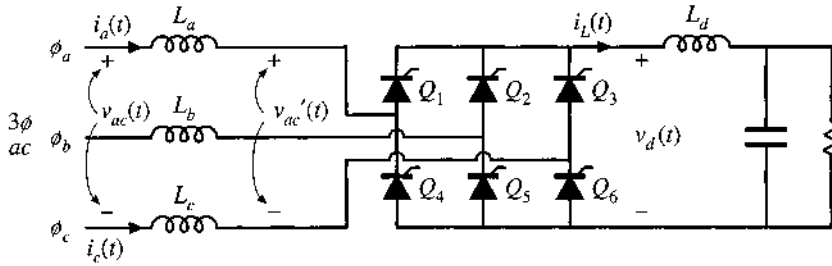 i_a(t) L_a i_L(t) L_d
ϕ_a + + +
Q_1 Q_2 Q_3
3ϕ v_ac(t) L_b v_ac'(t)
ac ϕ_b v_d(t)
Q_4 Q_5 Q_6
− L_c − −
ϕ_c
i_c(t)